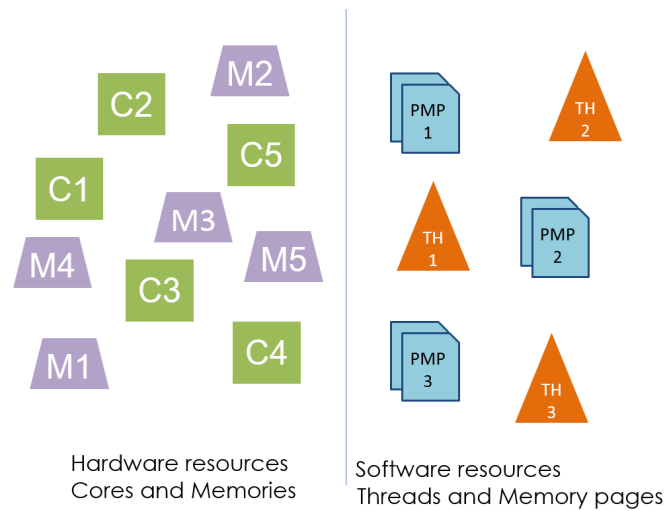 M2
C2
C5
C1
M3
M4
M5
C3
C4
M1
Hardware resources
Cores and Memories
PMP
1
TH
2
TH
1
PMP
2
PMP
3
TH
3
Software resources
Threads and Memory pages